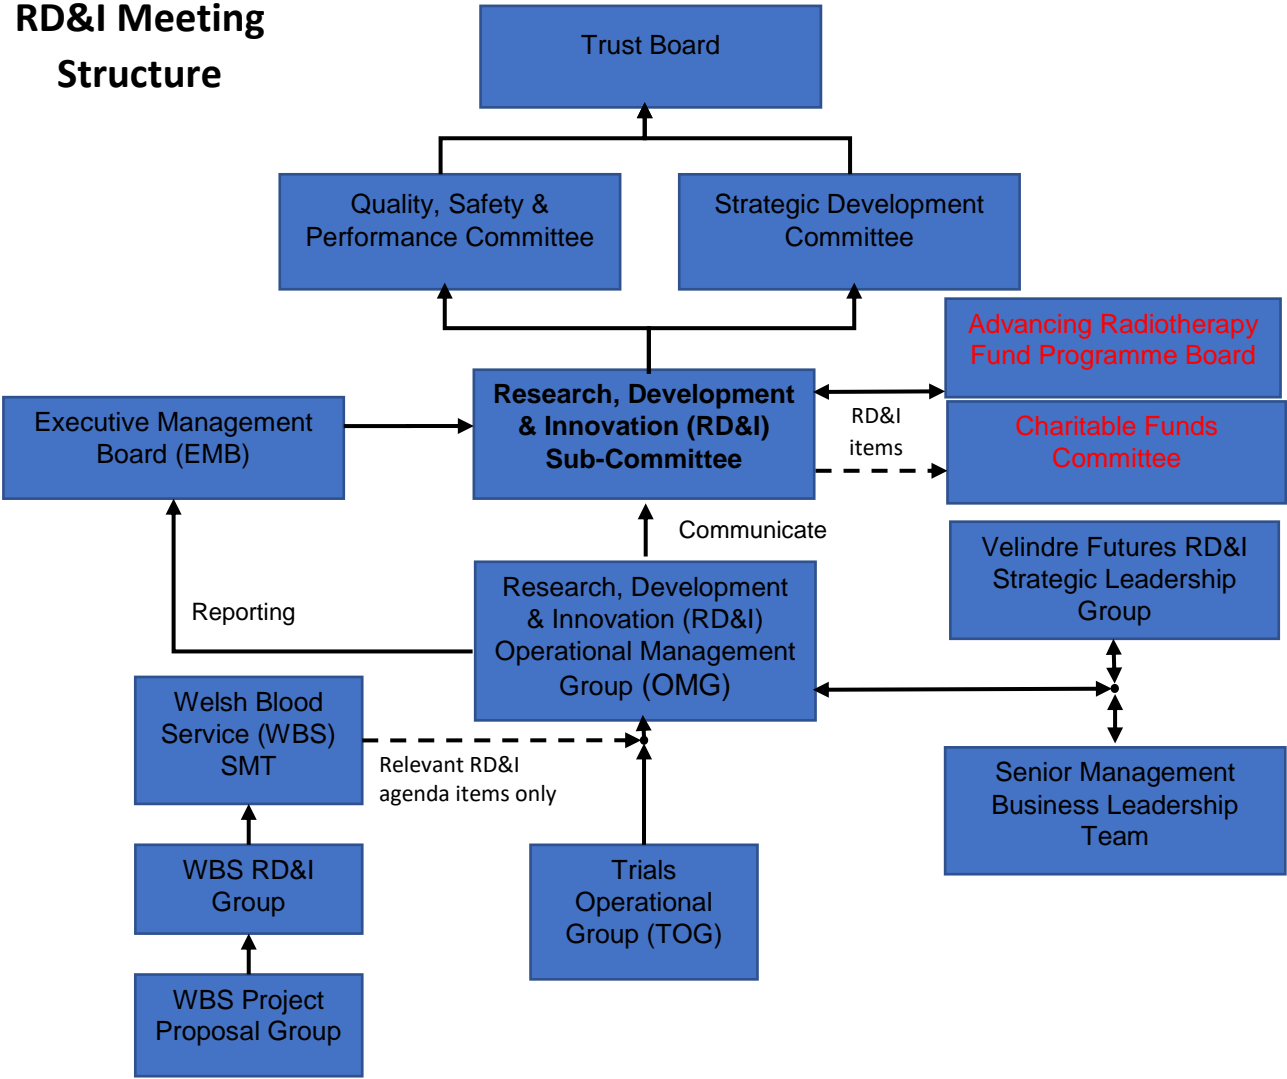 RD&I Meeting
Structure
Trust Board
Quality, Safety &
Performance Committee
Strategic Development
Committee
Advancing Radiotherapy
Fund Programme Board
Research, Development
& Innovation (RD&I)
Sub-Committee
Executive Management
Board (EMB)
RD&I
items
Charitable Funds
Committee
Communicate
Velindre Futures RD&I
Strategic Leadership
Group
Research, Development
& Innovation (RD&I)
Operational Management
Group (OMG)
Reporting
Welsh Blood
Service (WBS)
SMT
Relevant RD&I
agenda items only
Senior Management
Business Leadership
Team
WBS RD&I
Group
Trials
Operational
Group (TOG)
WBS Project
Proposal Group